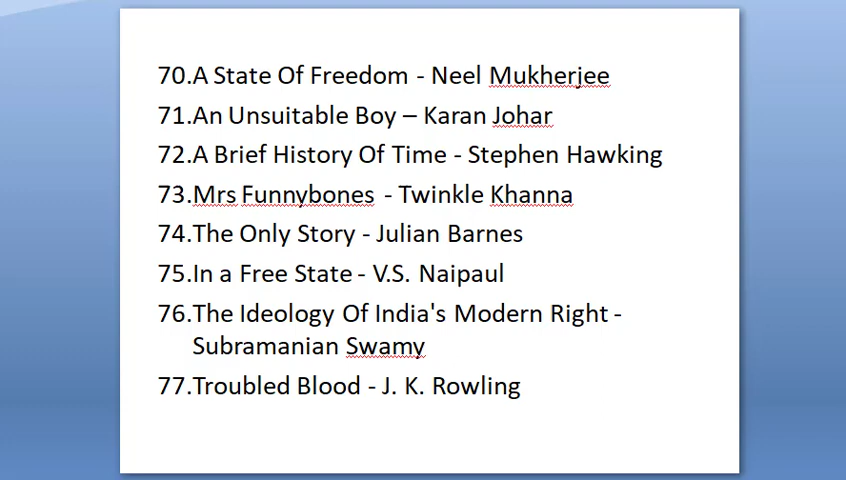 70.A State Of Freedom - Neel Mukherjee
71.An Unsuitable Boy – Karan Johar
72.A Brief History Of Time - Stephen Hawking
73.Mrs Funnybones - Twinkle Khanna
74.The Only Story - Julian Barnes
75.In a Free State - V.S. Naipaul
76.The Ideology Of India's Modern Right -
Subramanian Swamy
77.Troubled Blood - J. K. Rowling